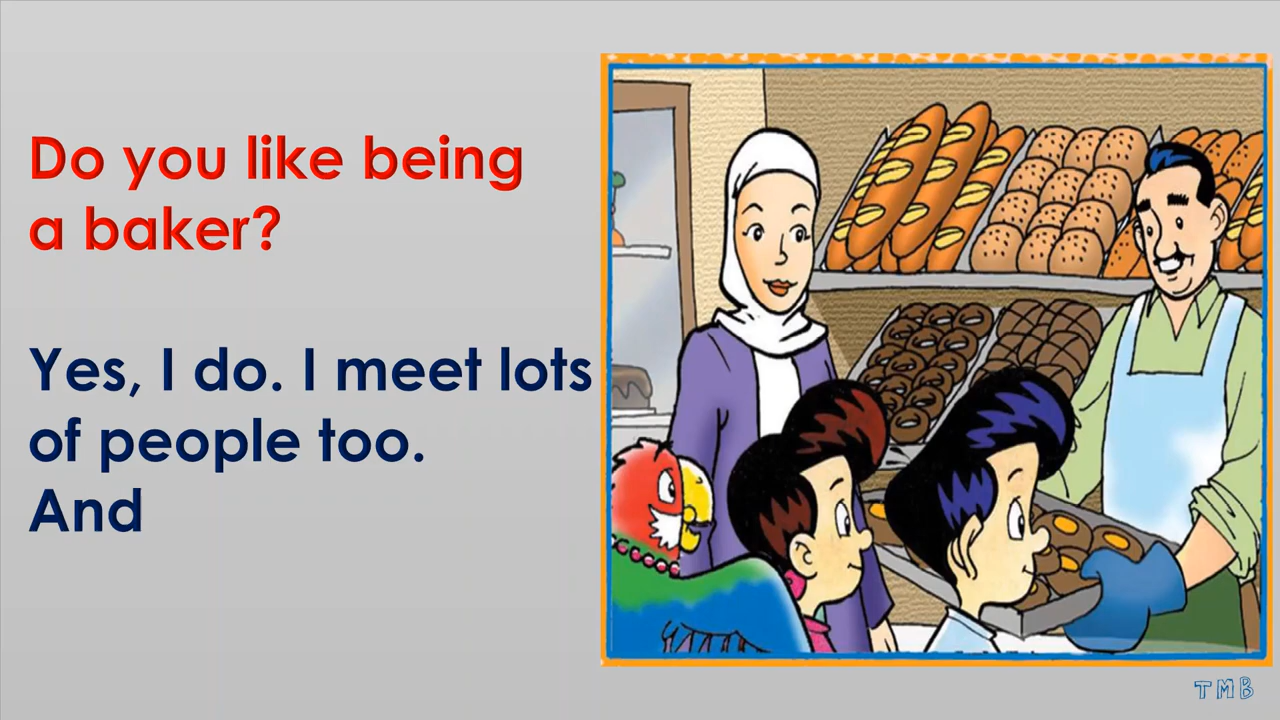 Do you like being
a baker?
Yes, I do. I meet lots
of people too.
And
TMB